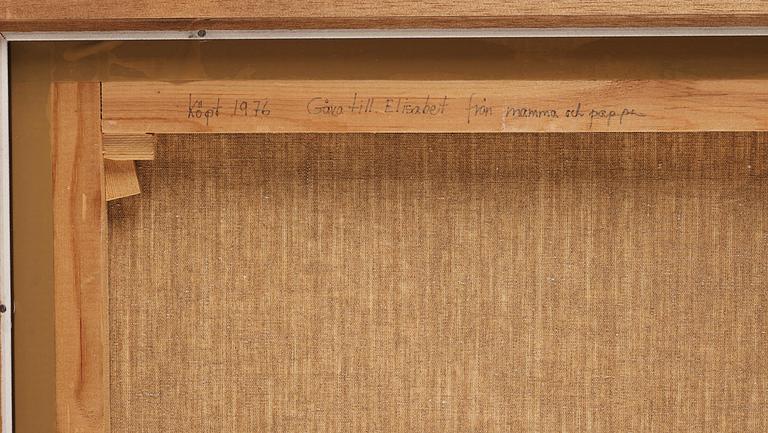 Köpt 1976 Gåva till Elisabet från mamma och pappa